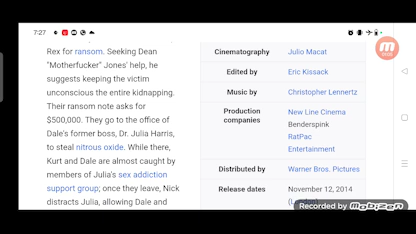 7:27
Rex for ransom. Seeking Dean
"Motherfucker" Jones' help, he
suggests keeping the victim
unconscious the entire kidnapping.
Their ransom note asks for
$500,000. They go to the office of
Dale's former boss, Dr. Julia Harris,
to steal nitrous oxide. While there,
Kurt and Dale are almost caught by
members of Julia's sex addiction
support group; once they leave, Nick
distracts Julia, allowing Dale and
Cinematography Julio Macat
Edited by Eric Kissack
Music by Christopher Lennertz
Production companies New Line Cinema
Benderspink
RatPac
Entertainment
Distributed by Warner Bros. Pictures
Release dates November 12, 2014
Recorded by Mobizen